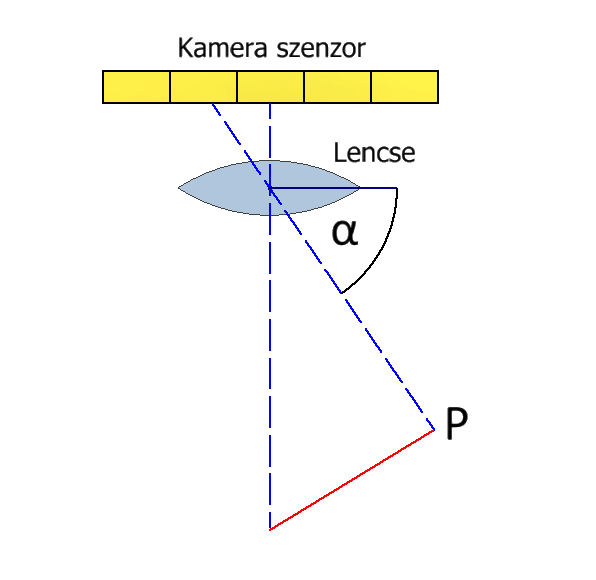 Kamera szenzor
Lencse
α
P